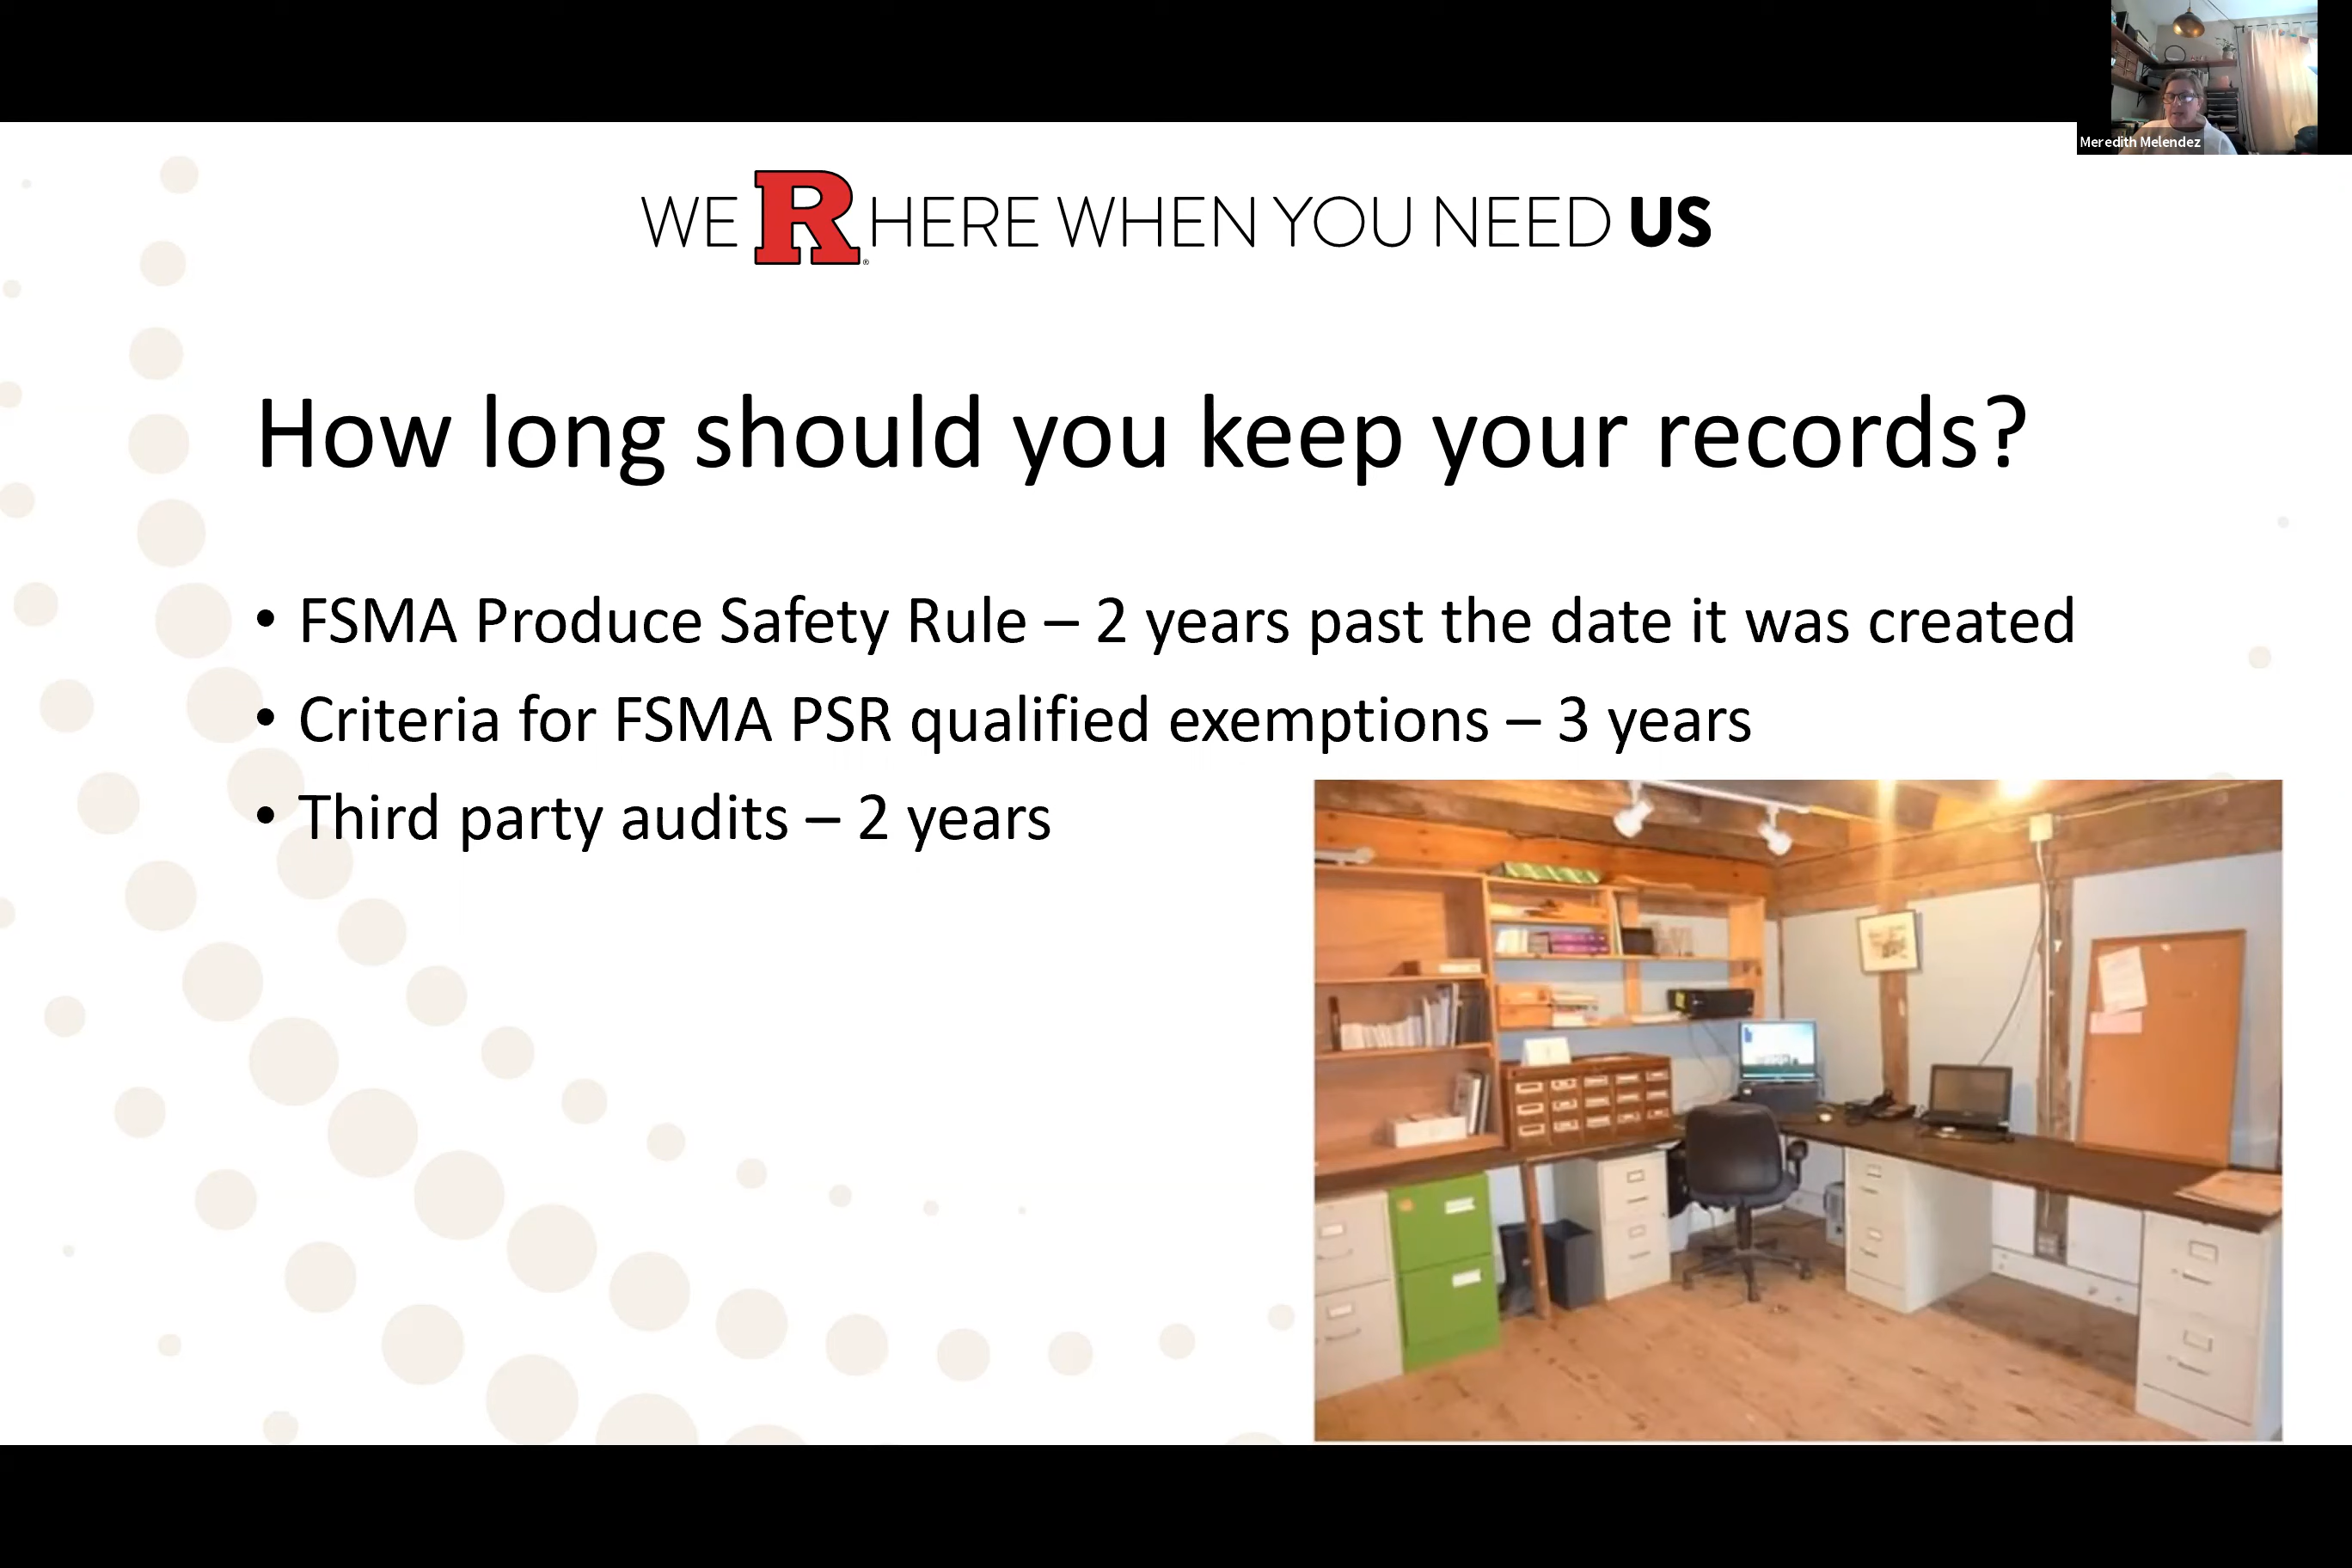 Meredith Melendez
WE R® HERE WHEN YOU NEED US
How long should you keep your records?
• FSMA Produce Safety Rule – 2 years past the date it was created
• Criteria for FSMA PSR qualified exemptions – 3 years
• Third party audits – 2 years